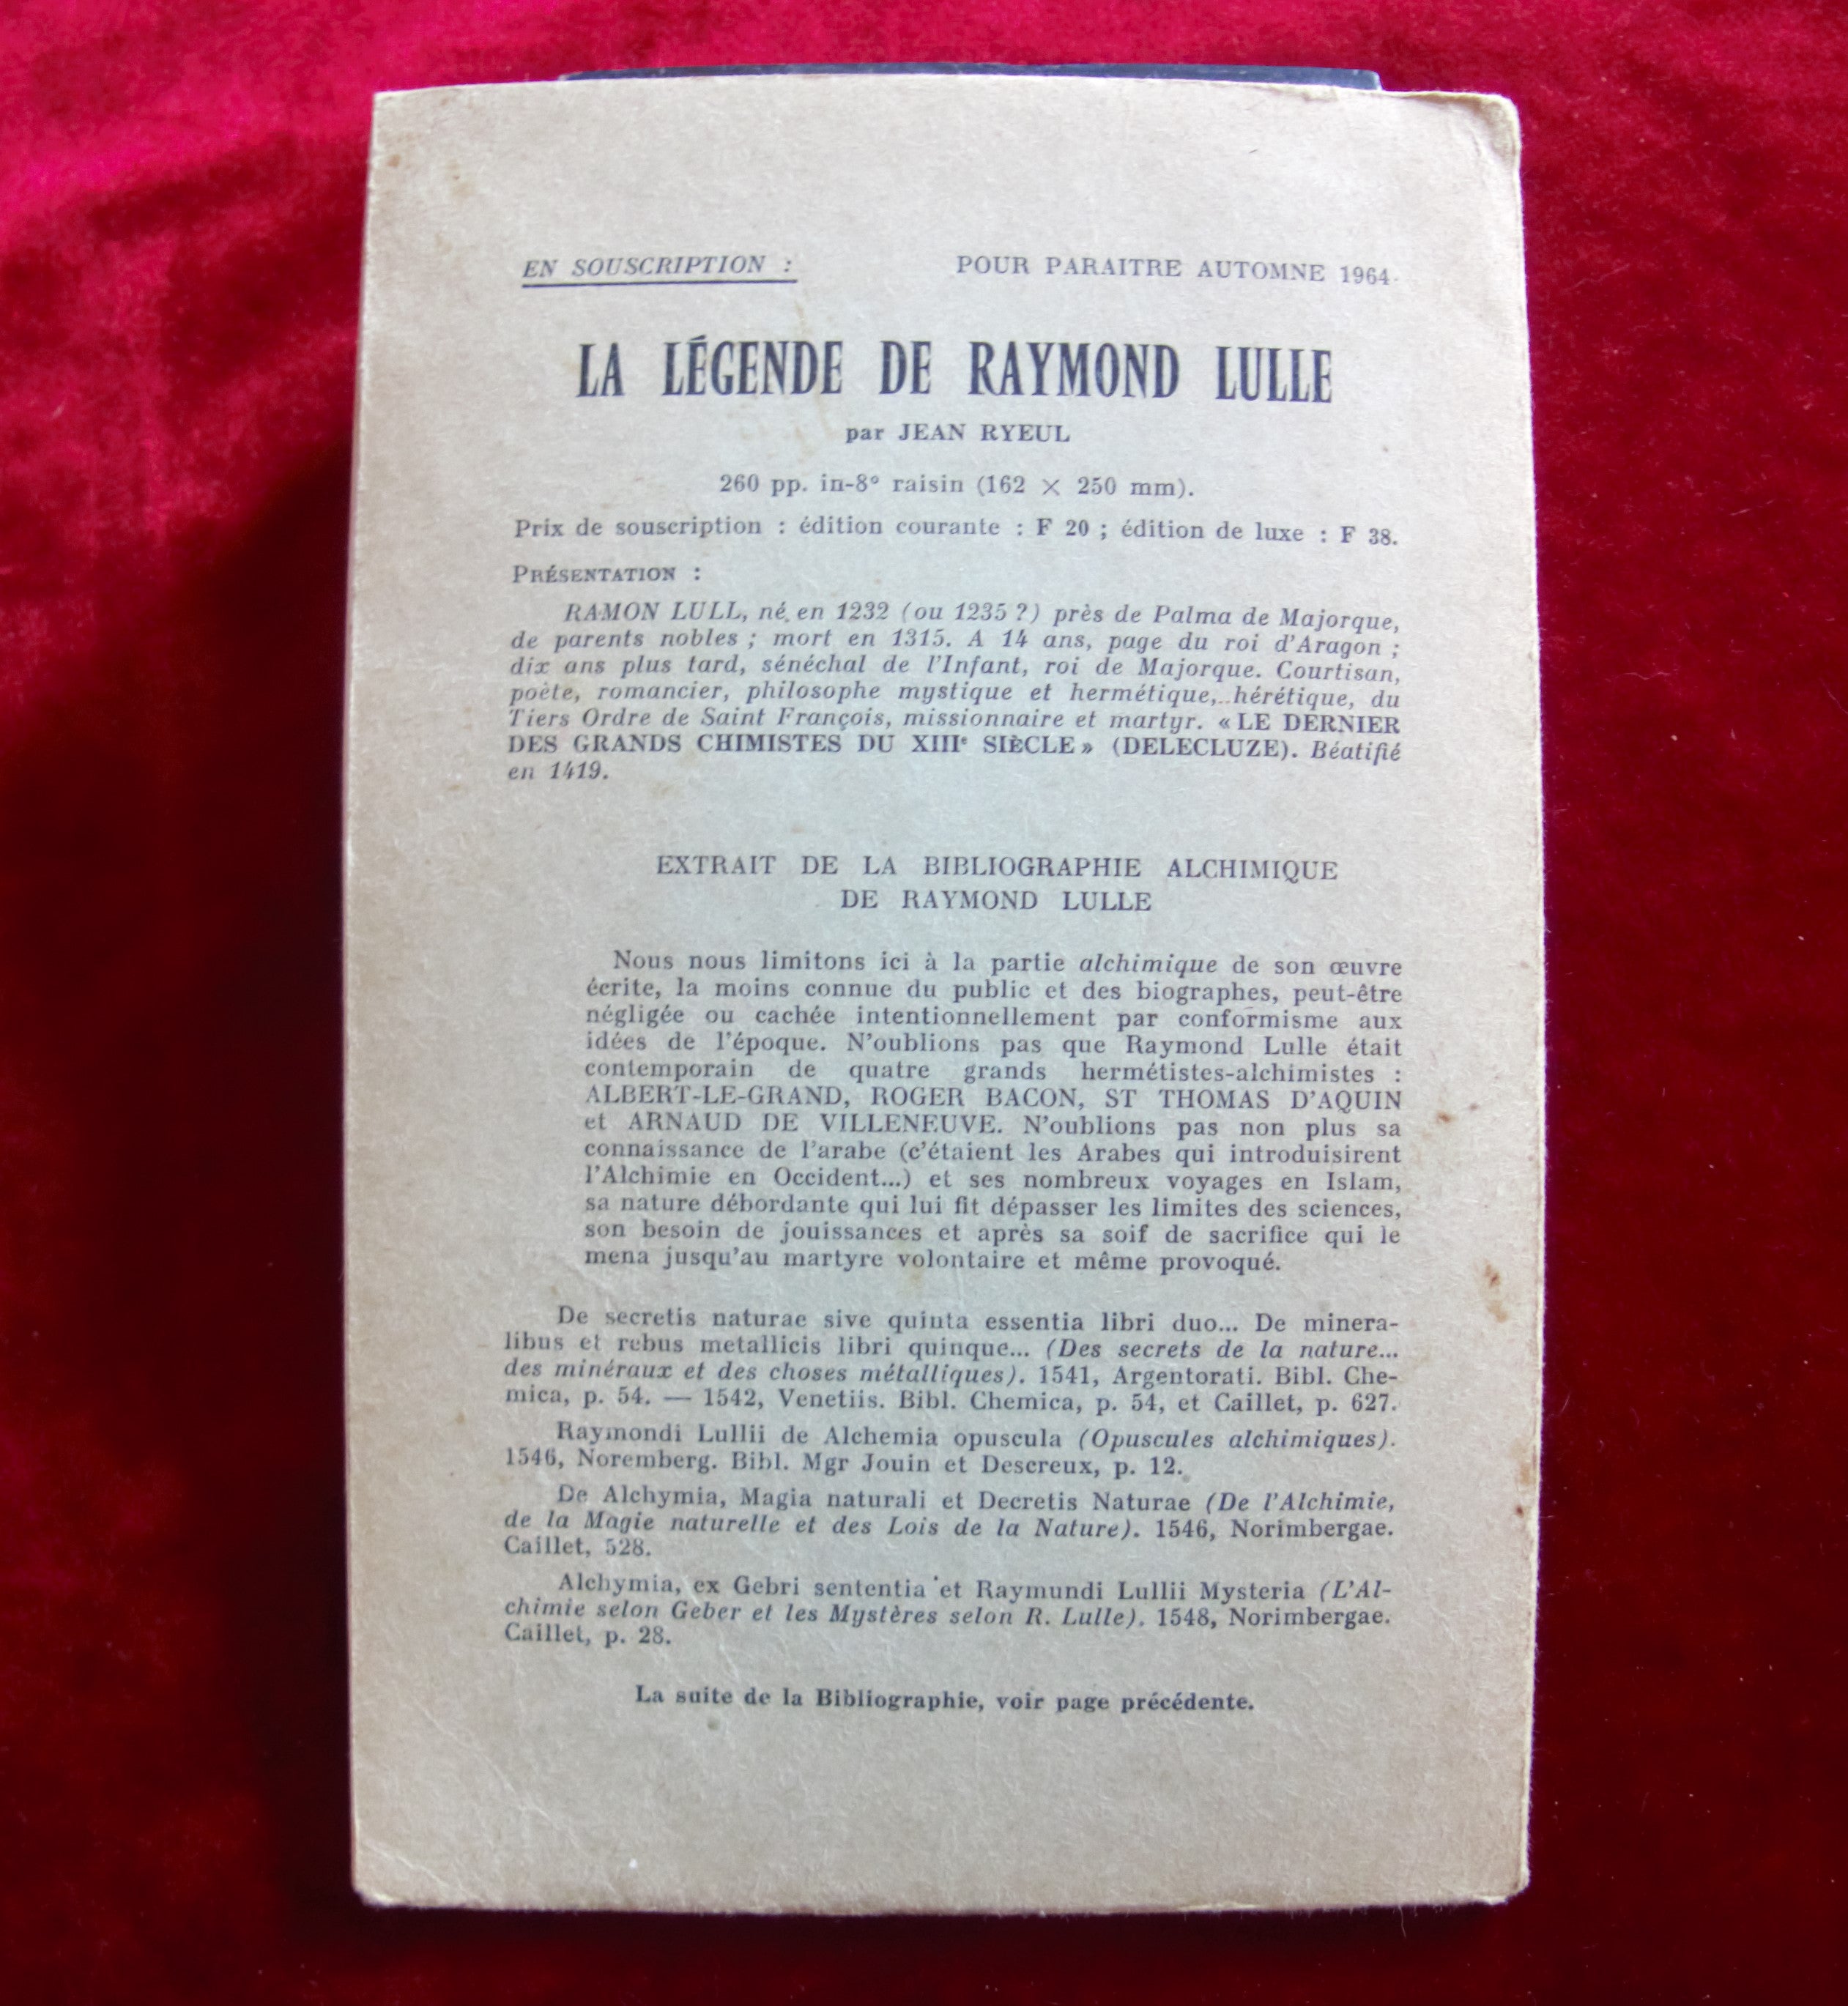 EN SOUSCRIPTION :
POUR PARAITRE AUTOMNE 1964
LA LÉGENDE DE RAYMOND LULLE
par JEAN RYEUL
260 pp. in-8° raisin (162 × 250 mm).
Prix de souscription : édition courante : F 20 ; édition de luxe : F 38.
PRÉSENTATION :
RAMON LULL, né en 1232 (ou 1235 ?) près de Palma de Majorque,
de parents nobles ; mort en 1315. A 14 ans, page du roi d'Aragon ;
dix ans plus tard, sénéchal de l'Infant, roi de Majorque. Courtisan,
poète, romancier, philosophe mystique et hermétique, hérétique, du
Tiers Ordre de Saint François, missionnaire et martyr. « LE DERNIER
DES GRANDS CHIMISTES DU XIIIe SIÈCLE » (DELECLUZE). Béatifié
en 1419.
EXTRAIT DE LA BIBLIOGRAPHIE ALCHIMIQUE
DE RAYMOND LULLE
Nous nous limitons ici à la partie alchimique de son œuvre
écrite, la moins connue du public et des biographes, peut-être
négligée ou cachée intentionnellement par conformisme aux
idées de l'époque. N'oublions pas que Raymond Lulle était
contemporain de quatre grands hermétistes-alchimistes :
ALBERT-LE-GRAND, ROGER BACON, ST THOMAS D'AQUIN
et ARNAUD DE VILLENEUVE. N'oublions pas non plus sa
connaissance de l'arabe (c'étaient les Arabes qui introduisirent
l'Alchimie en Occident...) et ses nombreux voyages en Islam,
sa nature débordante qui lui fit dépasser les limites des sciences,
son besoin de jouissances et après sa soif de sacrifice qui le
mena jusqu'au martyre volontaire et même provoqué.
De secretis naturae sive quinta essentia libri duo... De minera-
libus et rebus metallicis libri quinque... (Des secrets de la nature...
des minéraux et des choses métalliques). 1541, Argentorati. Bibl. Che-
mica, p. 54. — 1542, Venetiis. Bibl. Chemica, p. 54, et Caillet, p. 627.
Raymondi Lullii de Alchemia opuscula (Opuscules alchimiques).
1546, Noremberg. Bibl. Mgr Jouin et Descreux, p. 12.
De Alchymia, Magia naturali et Decretis Naturae (De l'Alchimie,
de la Magie naturelle et des Lois de la Nature). 1546, Norimbergae.
Caillet, 528.
Alchymia, ex Gebri sententia et Raymundi Lullii Mysteria (L'Al-
chimie selon Geber et les Mystères selon R. Lulle). 1548, Norimbergae.
Caillet, p. 28.
La suite de la Bibliographie, voir page précédente.